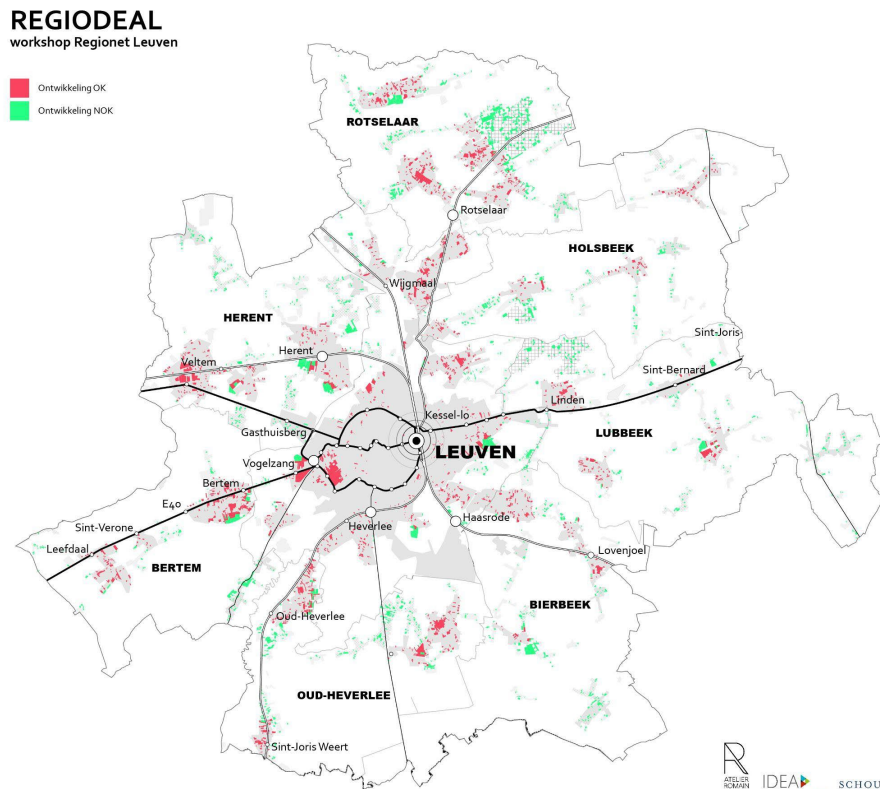 REGIODEAL
workshop Regionet Leuven
Ontwikkeling OK
Ontwikkeling NOK
ROTSELAAR
Rotselaar
HOLSBEEK
Wijgmaal
HERENT
Sint-Joris
Herent
Veltem
Sint-Bernard
Linden
Kessel-lo
Gasthuisberg
LUBBEEK
LEUVEN
Vogelzang
Bertem
E40
Haasrode
Sint-Verone
Heverlee
Leefdaal
Lovenjoel
BERTEM
BIERBEEK
Oud-Heverlee
OUD-HEVERLEE
Sint-Joris Weert
R
ATELIER
ROMAIN
IDEA
SCHOU